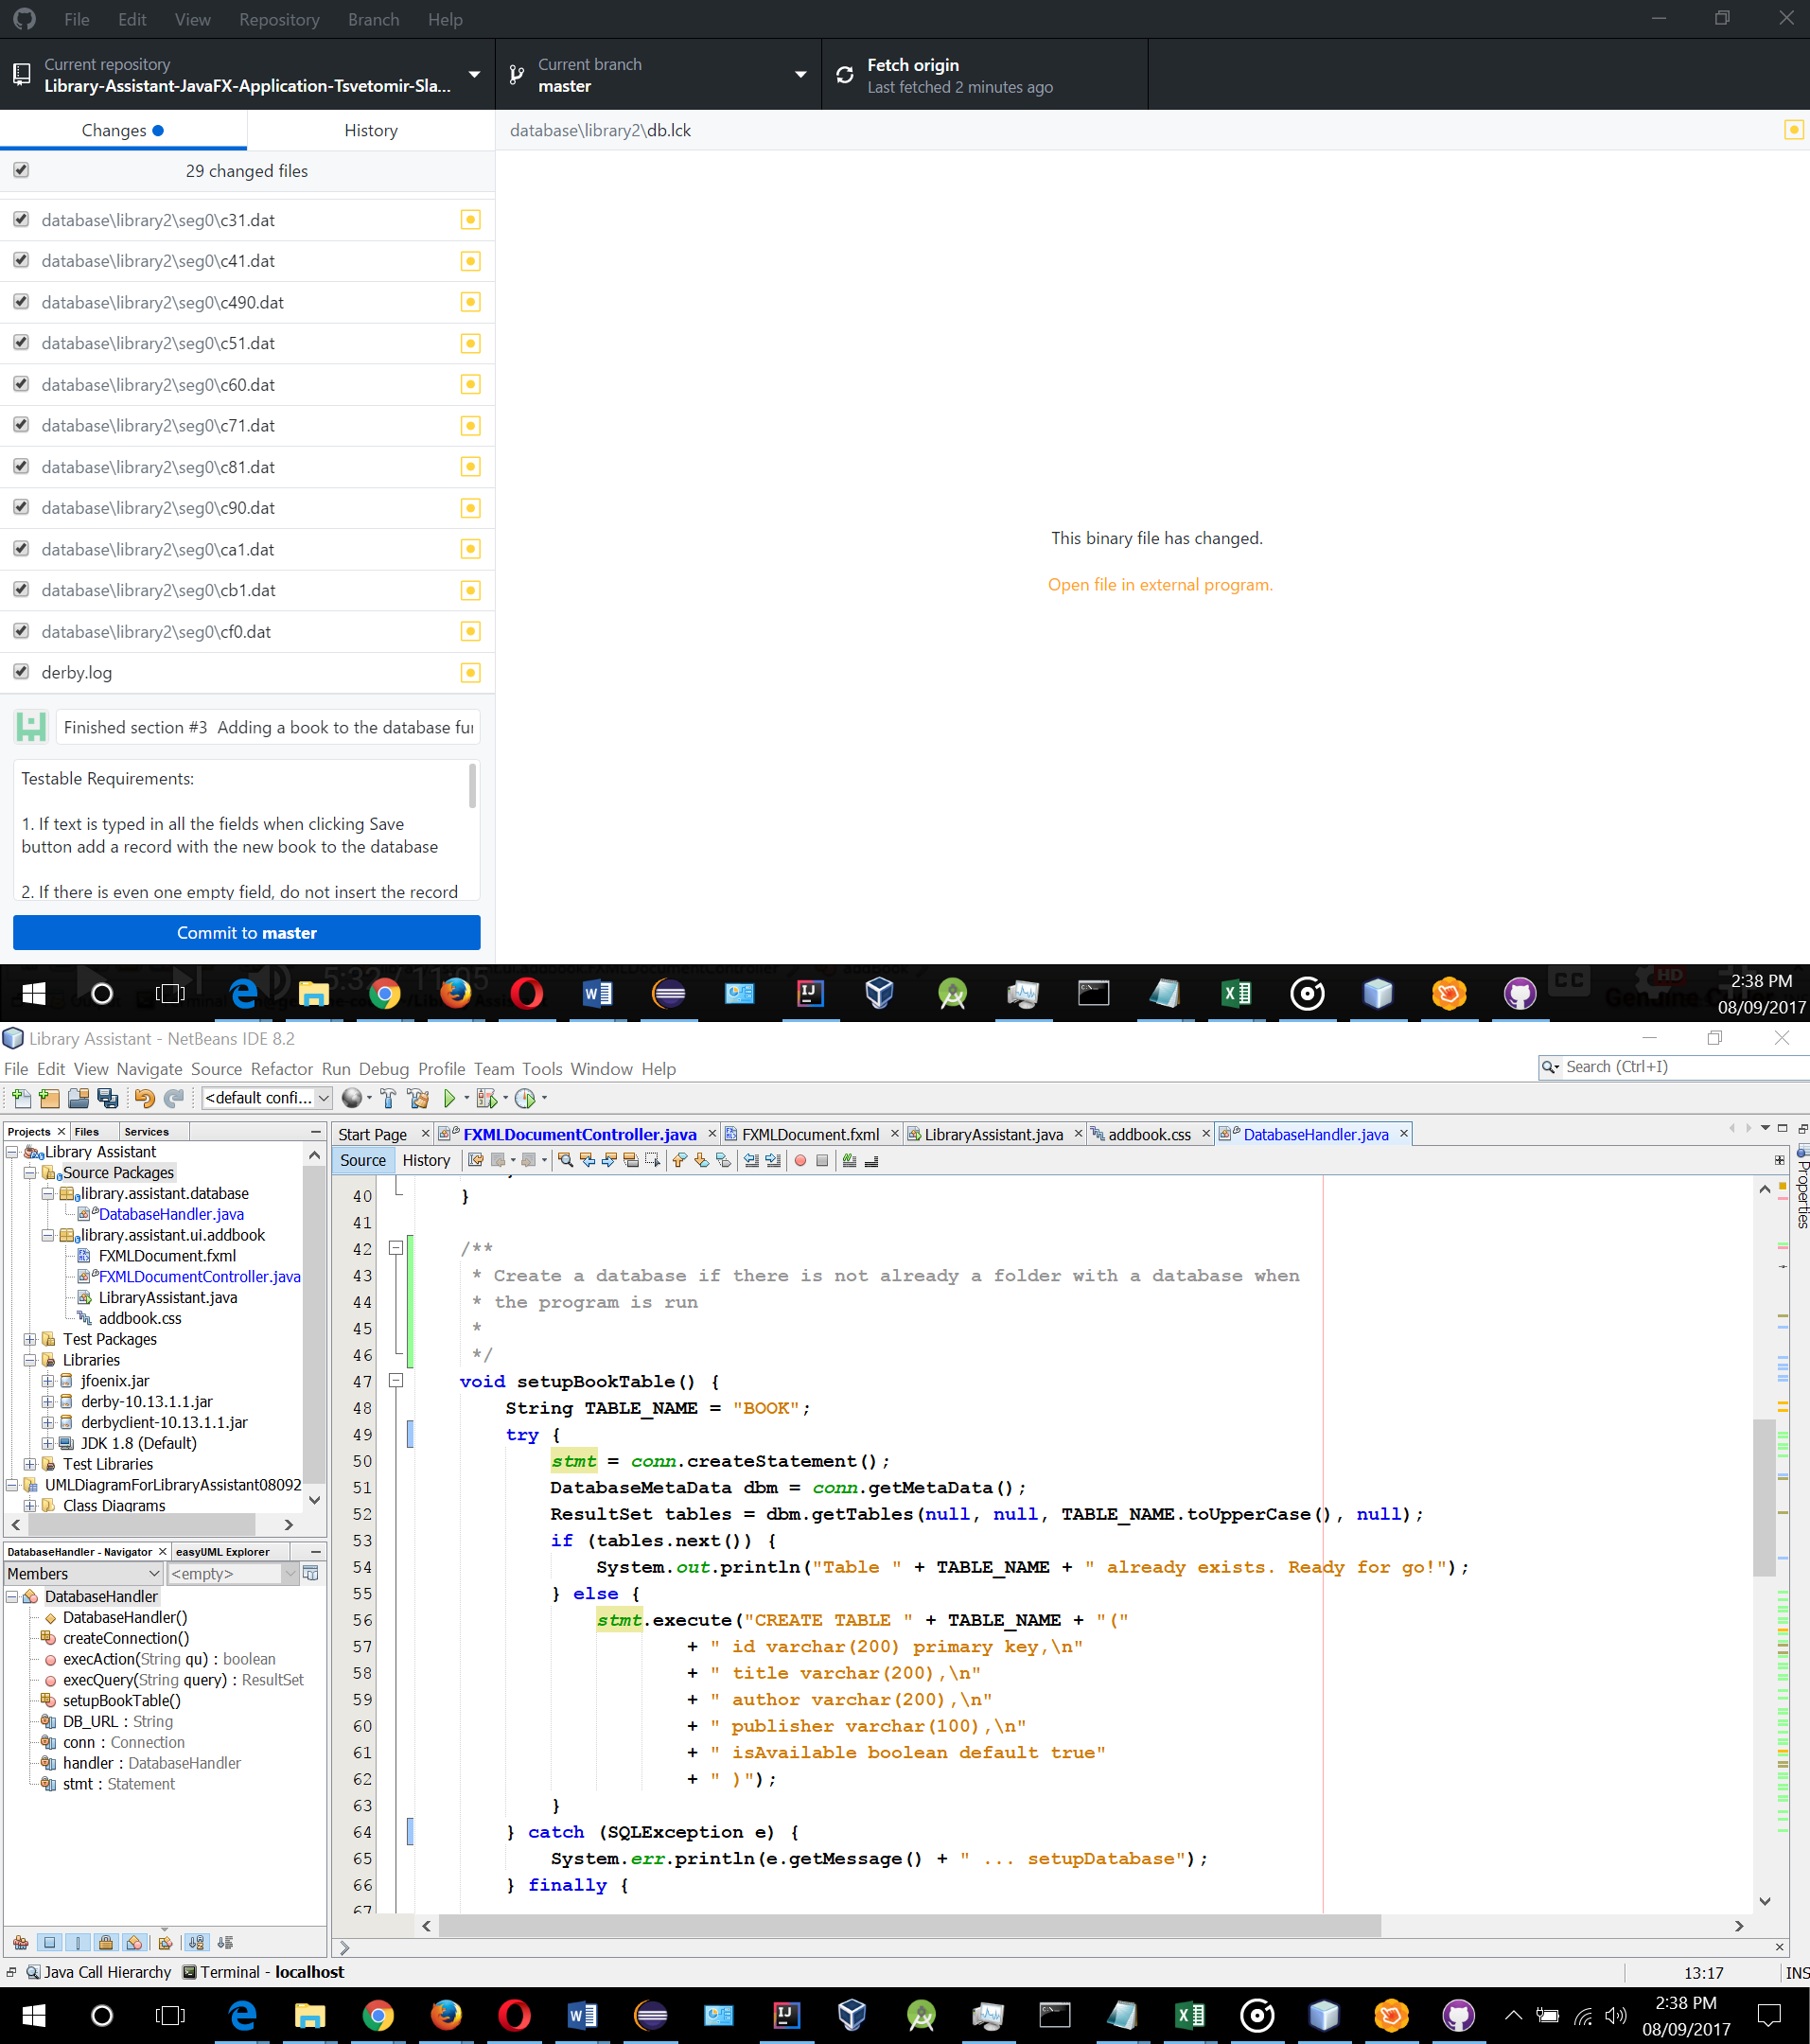 File Edit View Repository Branch Help
Current repository
Library-Assistant-JavaFX-Application-Tsvetomir-Sla...
Current branch
master
Fetch origin
Last fetched 2 minutes ago
Changes
History
database\library2\db.lck
29 changed files
database\library2\seg0\c31.dat
database\library2\seg0\c41.dat
database\library2\seg0\c490.dat
database\library2\seg0\c51.dat
database\library2\seg0\c60.dat
database\library2\seg0\c71.dat
database\library2\seg0\c81.dat
database\library2\seg0\c90.dat
database\library2\seg0\ca1.dat
database\library2\seg0\cb1.dat
database\library2\seg0\cf0.dat
derby.log
This binary file has changed.
Open file in external program.
Finished section #3  Adding a book to the database fu
Testable Requirements:
1. If text is typed in all the fields when clicking Save
button add a record with the new book to the database
2. If there is even one empty field, do not insert the record
Commit to master
5:32 / 11:05
CC
HD
2:38 PM
08/09/2017
Library Assistant - NetBeans IDE 8.2
File Edit View Navigate Source Refactor Run Debug Profile Team Tools Window Help
Search (Ctrl+I)
<default confi...
Projects Files Services
Start Page FXMLDocumentController.java FXMLDocument.fxml LibraryAssistant.java addbook.css DatabaseHandler.java
Source History
Properties
Library Assistant
Source Packages
library.assistant.database
DatabaseHandler.java
library.assistant.ui.addbook
FXMLDocument.fxml
FXMLDocumentController.java
LibraryAssistant.java
addbook.css
Test Packages
Libraries
jfoenix.jar
derby-10.13.1.1.jar
derbyclient-10.13.1.1.jar
JDK 1.8 (Default)
Test Libraries
UMLDiagramForLibraryAssistant08092
Class Diagrams
DatabaseHandler - Navigator easyUML Explorer
Members <empty>
DatabaseHandler
DatabaseHandler()
createConnection()
execAction(String qu) : boolean
execQuery(String query) : ResultSet
setupBookTable()
DB_URL : String
conn : Connection
handler : DatabaseHandler
stmt : Statement
40 }
41
42 /**
43 * Create a database if there is not already a folder with a database when
44 * the program is run
45 *
46 */
47 void setupBookTable() {
48 String TABLE_NAME = "BOOK";
49 try {
50 stmt = conn.createStatement();
51 DatabaseMetaData dbm = conn.getMetaData();
52 ResultSet tables = dbm.getTables(null, null, TABLE_NAME.toUpperCase(), null);
53 if (tables.next()) {
54 System.out.println("Table " + TABLE_NAME + " already exists. Ready for go!");
55 } else {
56 stmt.execute("CREATE TABLE " + TABLE_NAME + "("
57 + " id varchar(200) primary key,\n"
58 + " title varchar(200),\n"
59 + " author varchar(200),\n"
60 + " publisher varchar(100),\n"
61 + " isAvailable boolean default true"
62 + " )");
63 }
64 } catch (SQLException e) {
65 System.err.println(e.getMessage() + " ... setupDatabase");
66 } finally {
67
Java Call Hierarchy Terminal - localhost
13:17 INS
2:38 PM
08/09/2017